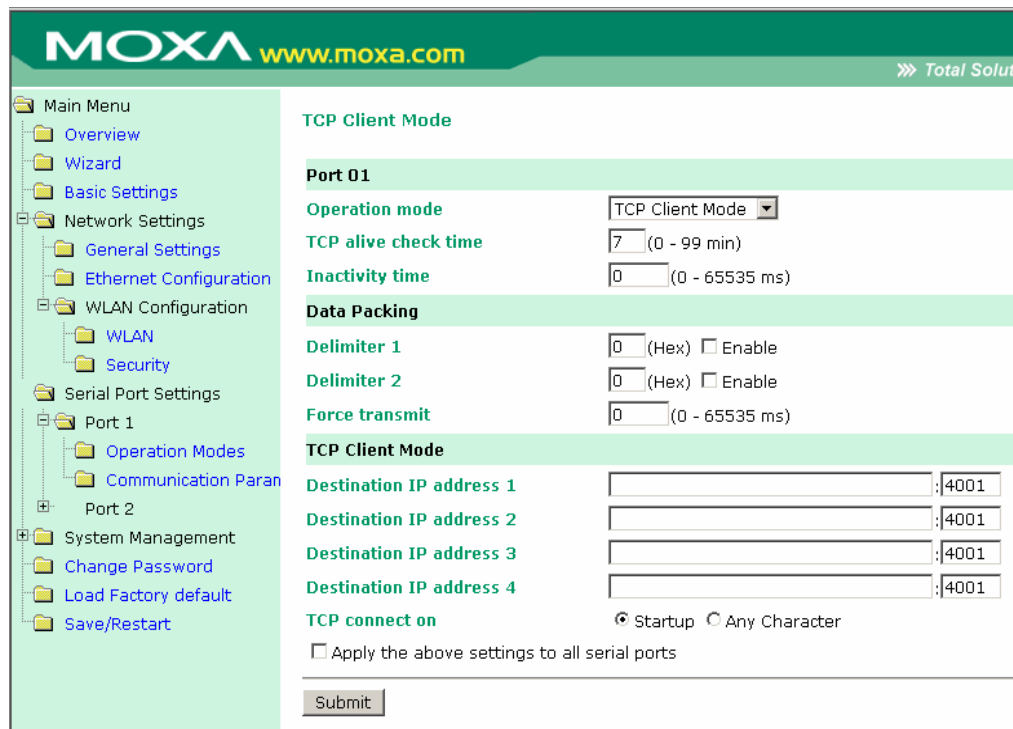 MOXA www.moxa.com
Total Solut
Main Menu
Overview
Wizard
Basic Settings
Network Settings
General Settings
Ethernet Configuration
WLAN Configuration
WLAN
Security
Serial Port Settings
Port 1
Operation Modes
Communication Param
Port 2
System Management
Change Password
Load Factory default
Save/Restart
TCP Client Mode
Port 01
Operation mode TCP Client Mode
TCP alive check time 7 (0 - 99 min)
Inactivity time 0 (0 - 65535 ms)
Data Packing
Delimiter 1 0 (Hex) Enable
Delimiter 2 0 (Hex) Enable
Force transmit 0 (0 - 65535 ms)
TCP Client Mode
Destination IP address 1 :4001
Destination IP address 2 :4001
Destination IP address 3 :4001
Destination IP address 4 :4001
TCP connect on Startup Any Character
Apply the above settings to all serial ports
Submit